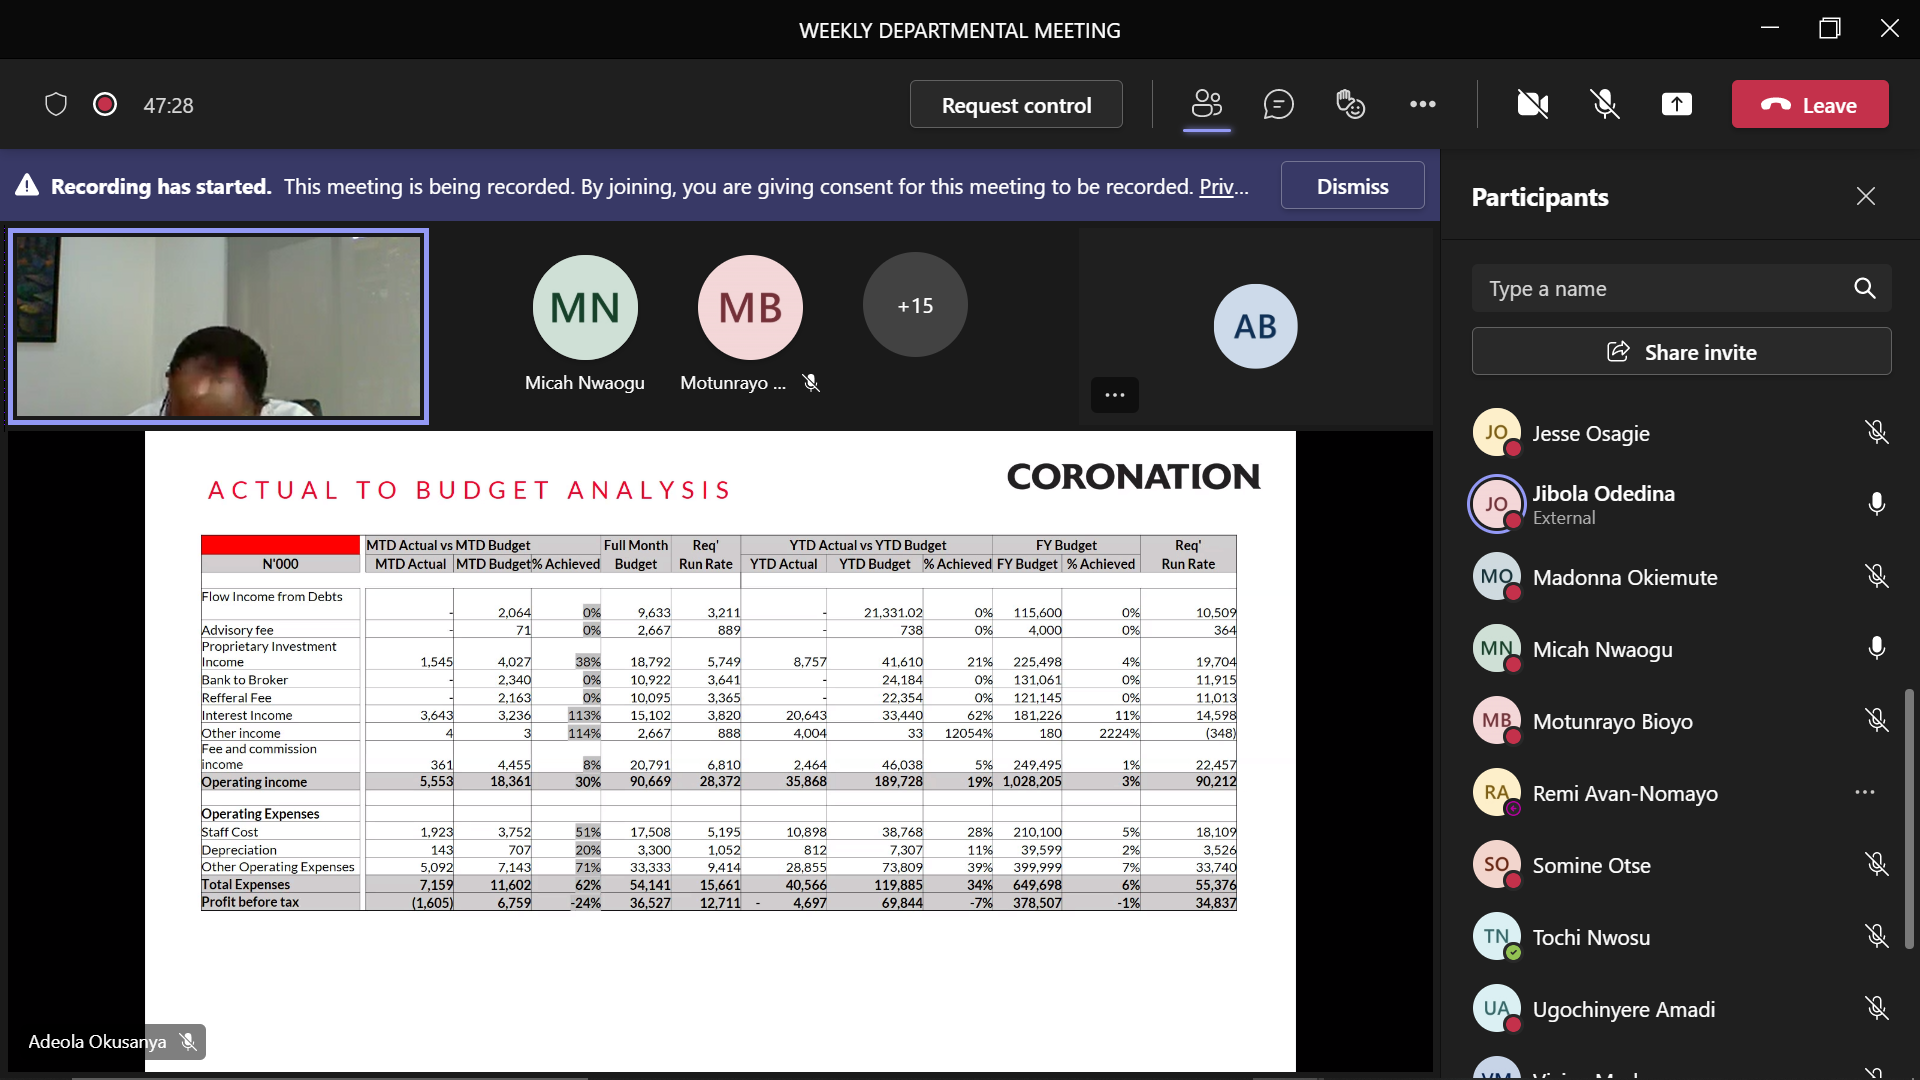 WEEKLY DEPARTMENTAL MEETING
47:28
Request control
Leave
Recording has started. This meeting is being recorded. By joining, you are giving consent for this meeting to be recorded. Priv...
Dismiss
MN
MB
+15
AB
Micah Nwaogu
Motunrayo ...
CORONATION
ACTUAL TO BUDGET ANALYSIS
MTD Actual vs MTD Budget Full Month Req' YTD Actual vs YTD Budget FY Budget Req'
N'000 MTD Actual MTD Budget % Achieved Budget Run Rate YTD Actual YTD Budget % Achieved FY Budget % Achieved Run Rate
Flow Income from Debts
- 2,064 0% 9,633 3,211 - 21,331.02 0% 115,600 0% 10,509
Advisory fee - 71 0% 2,667 889 - 738 0% 4,000 0% 364
Proprietary Investment
Income 1,545 4,027 38% 18,792 5,749 8,757 41,610 21% 225,498 4% 19,704
Bank to Broker - 2,340 0% 10,922 3,641 - 24,184 0% 131,061 0% 11,915
Refferal Fee - 2,163 0% 10,095 3,365 - 22,354 0% 121,145 0% 11,013
Interest Income 3,643 3,236 113% 15,102 3,820 20,643 33,440 62% 181,226 11% 14,598
Other income 4 3 114% 2,667 888 4,004 33 12054% 180 2224% (348)
Fee and commission
income 361 4,455 8% 20,791 6,810 2,464 46,038 5% 249,495 1% 22,457
Operating income 5,553 18,361 30% 90,669 28,372 35,868 189,728 19% 1,028,205 3% 90,212
Operating Expenses
Staff Cost 1,923 3,752 51% 17,508 5,195 10,898 38,768 28% 210,100 5% 18,109
Depreciation 143 707 20% 3,300 1,052 812 7,307 11% 39,599 2% 3,526
Other Operating Expenses 5,092 7,143 71% 33,333 9,414 28,855 73,809 39% 399,999 7% 33,740
Total Expenses 7,159 11,602 62% 54,141 15,661 40,566 119,885 34% 649,698 6% 55,376
Profit before tax (1,605) 6,759 -24% 36,527 12,711 - 4,697 69,844 -7% 378,507 -1% 34,837
Adeola Okusanya
Participants
Type a name
Share invite
JO Jesse Osagie
JO Jibola Odedina
External
MO Madonna Okiemute
MN Micah Nwaogu
MB Motunrayo Bioyo
RA Remi Avan-Nomayo
SO Somine Otse
TN Tochi Nwosu
UA Ugochinyere Amadi